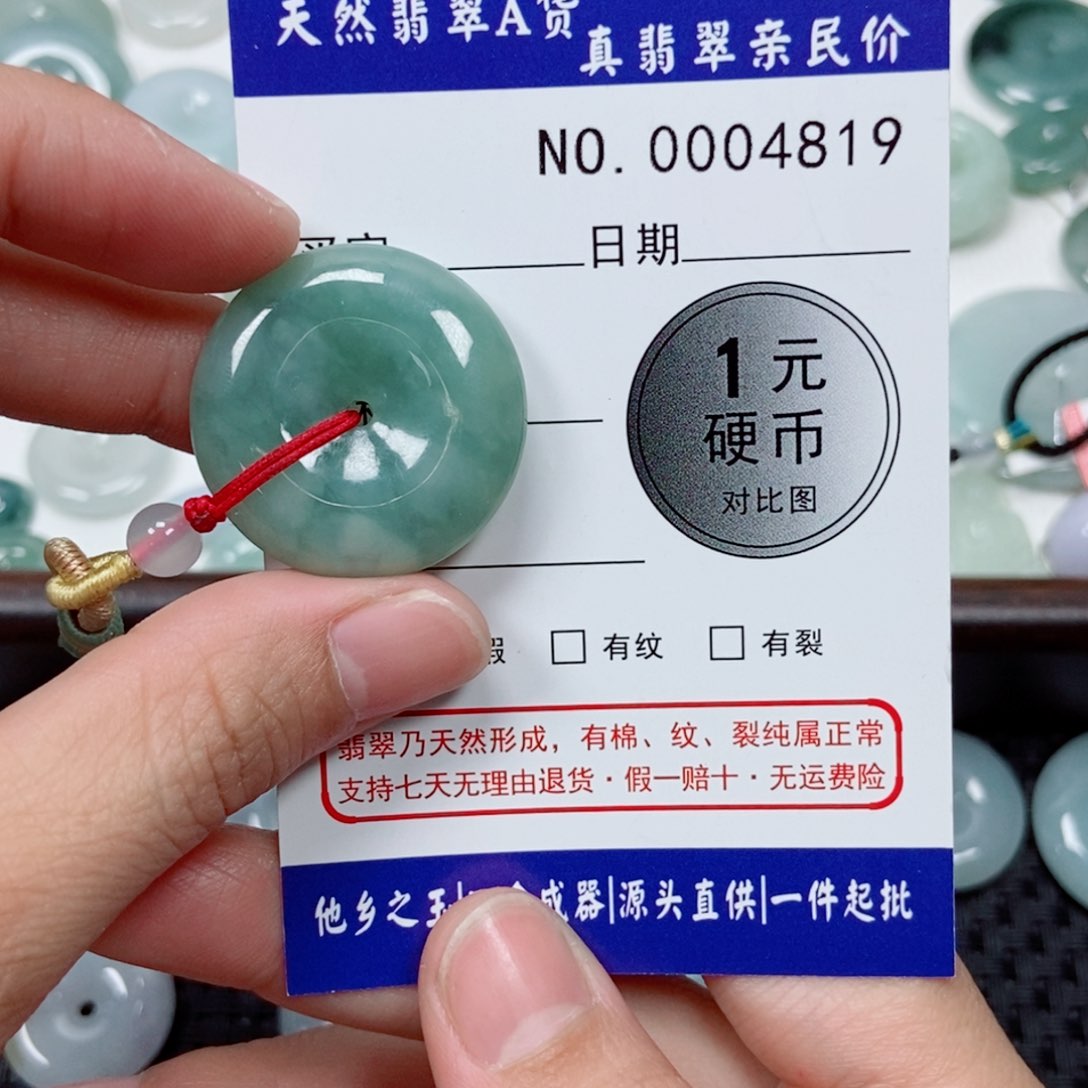 天然翡翠A货
真翡翠亲民价
NO. 0004819
日期
1元
硬币
对比图
有纹
有裂
翡翠乃天然形成，有棉、纹、裂纯属正常
支持七天无理由退货·假一赔十·无运费险
他乡之玉 成器|源头直供|一件起批